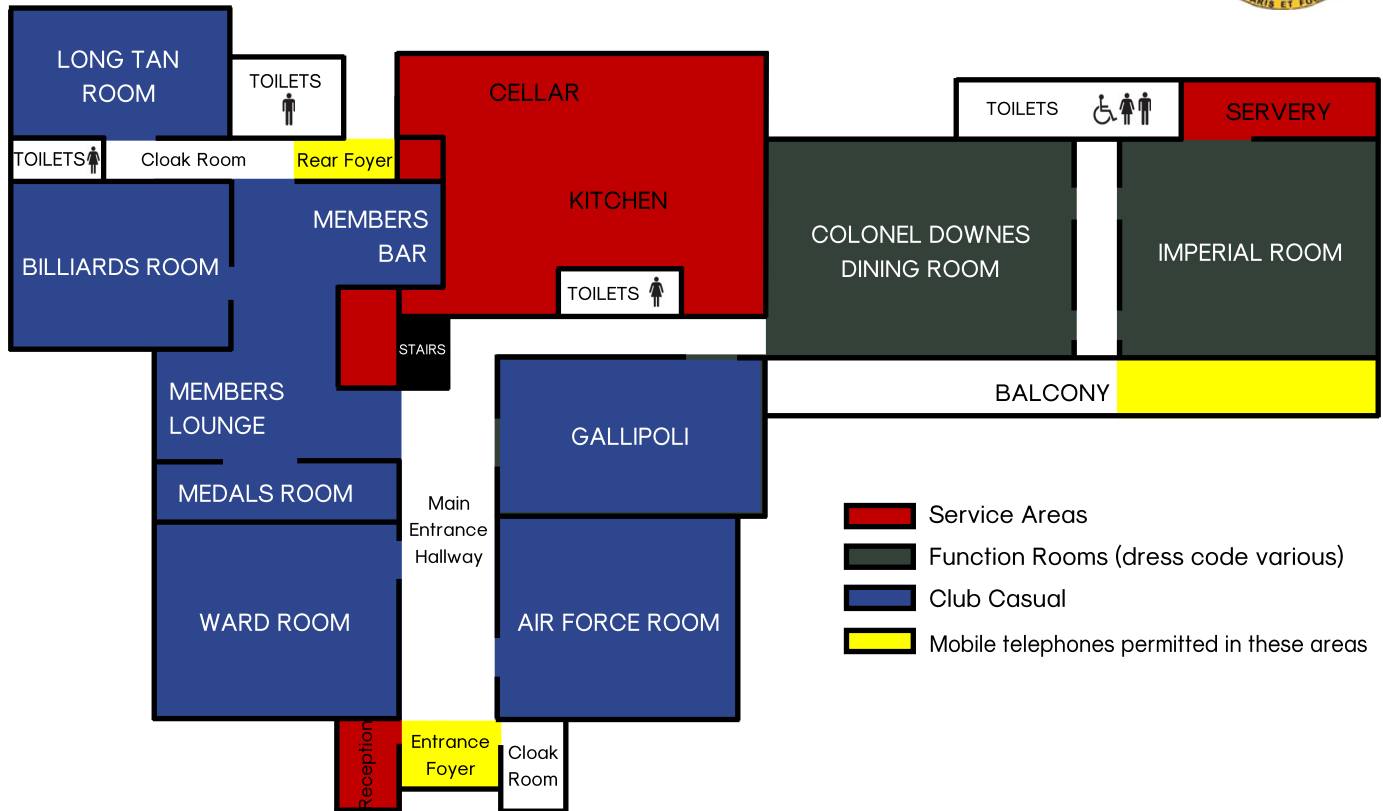 ARIS ET FO
LONG TAN
ROOM
TOILETS
CELLAR
TOILETS
SERVERY
TOILETS
Cloak Room
Rear Foyer
KITCHEN
MEMBERS
BAR
COLONEL DOWNES
DINING ROOM
IMPERIAL ROOM
BILLIARDS ROOM
TOILETS
STAIRS
MEMBERS
LOUNGE
BALCONY
GALLIPOLI
MEDALS ROOM
Main
Entrance
Hallway
Service Areas
Function Rooms (dress code various)
Club Casual
Mobile telephones permitted in these areas
WARD ROOM
AIR FORCE ROOM
Reception
Entrance
Foyer
Cloak
Room